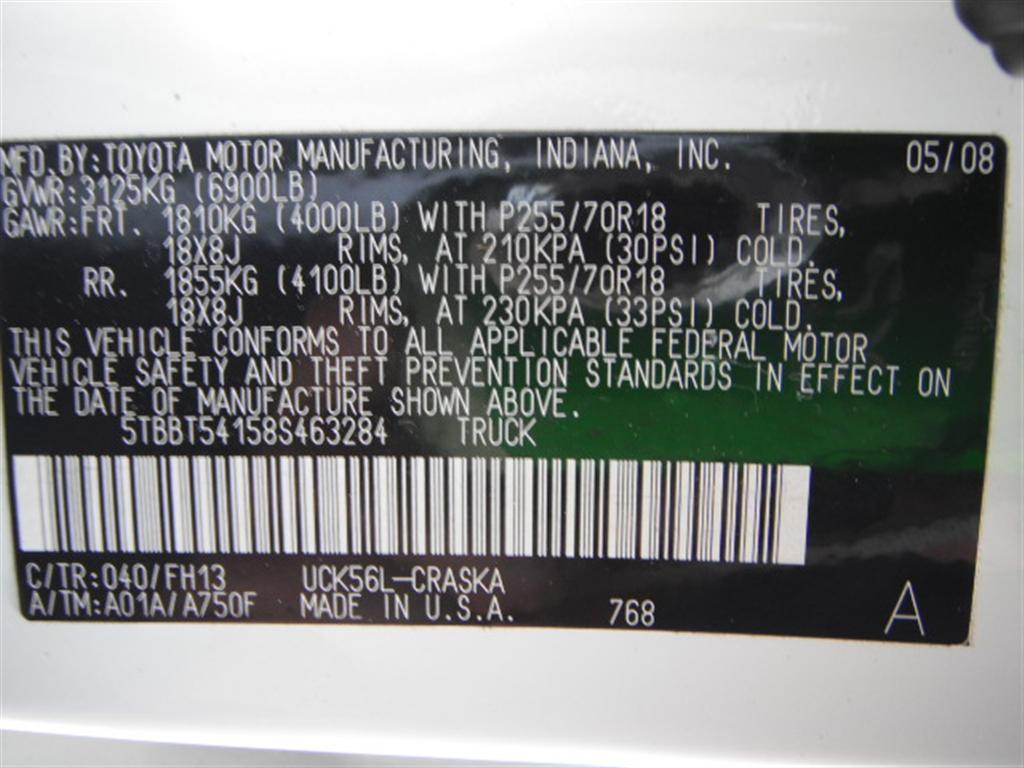 MFD.BY:TOYOTA MOTOR MANUFACTURING, INDIANA, INC. 05/08
GVWR:3125KG (6900LB)
GAWR:FRT. 1810KG (4000LB) WITH P255/70R18 TIRES,
18X8J RIMS, AT 210KPA (30PSI) COLD.
RR. 1855KG (4100LB) WITH P255/70R18 TIRES,
18X8J RIMS, AT 230KPA (33PSI) COLD.
THIS VEHICLE CONFORMS TO ALL APPLICABLE FEDERAL MOTOR
VEHICLE SAFETY AND THEFT PREVENTION STANDARDS IN EFFECT ON
THE DATE OF MANUFACTURE SHOWN ABOVE.
5TBBT54158S463284 TRUCK
C/TR:040/FH13 UCK56L-CRASKA
A/TM:A01A/A750F MADE IN U.S.A. 768 A